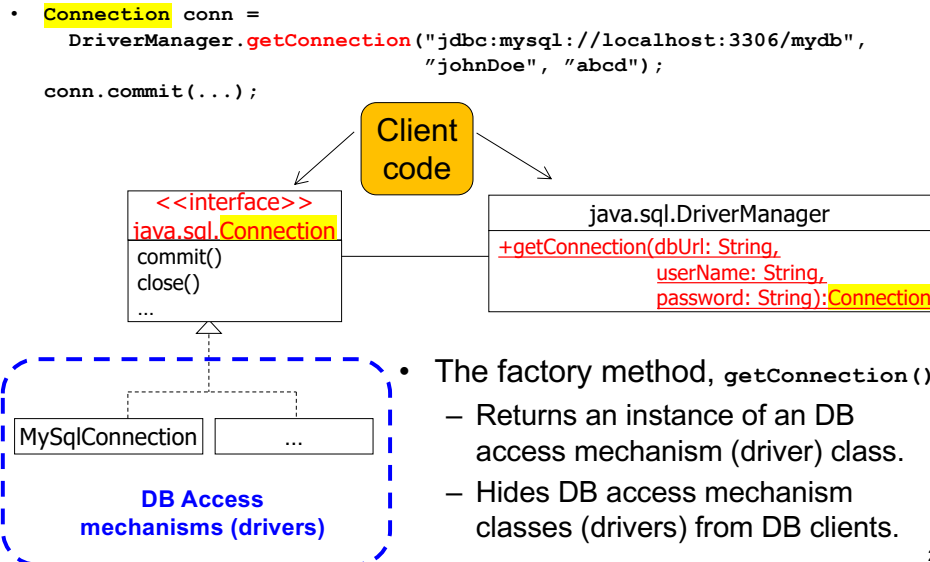 • Connection conn =
DriverManager.getConnection("jdbc:mysql://localhost:3306/mydb",
”johnDoe", ”abcd");
conn.commit(...);
Client
code
<<interface>>
java.sql.Connection
commit()
close()
…
java.sql.DriverManager
+getConnection(dbUrl: String,
userName: String,
password: String):Connection
MySqlConnection
…
DB Access
mechanisms (drivers)
• The factory method, getConnection()
– Returns an instance of an DB
access mechanism (driver) class.
– Hides DB access mechanism
classes (drivers) from DB clients.